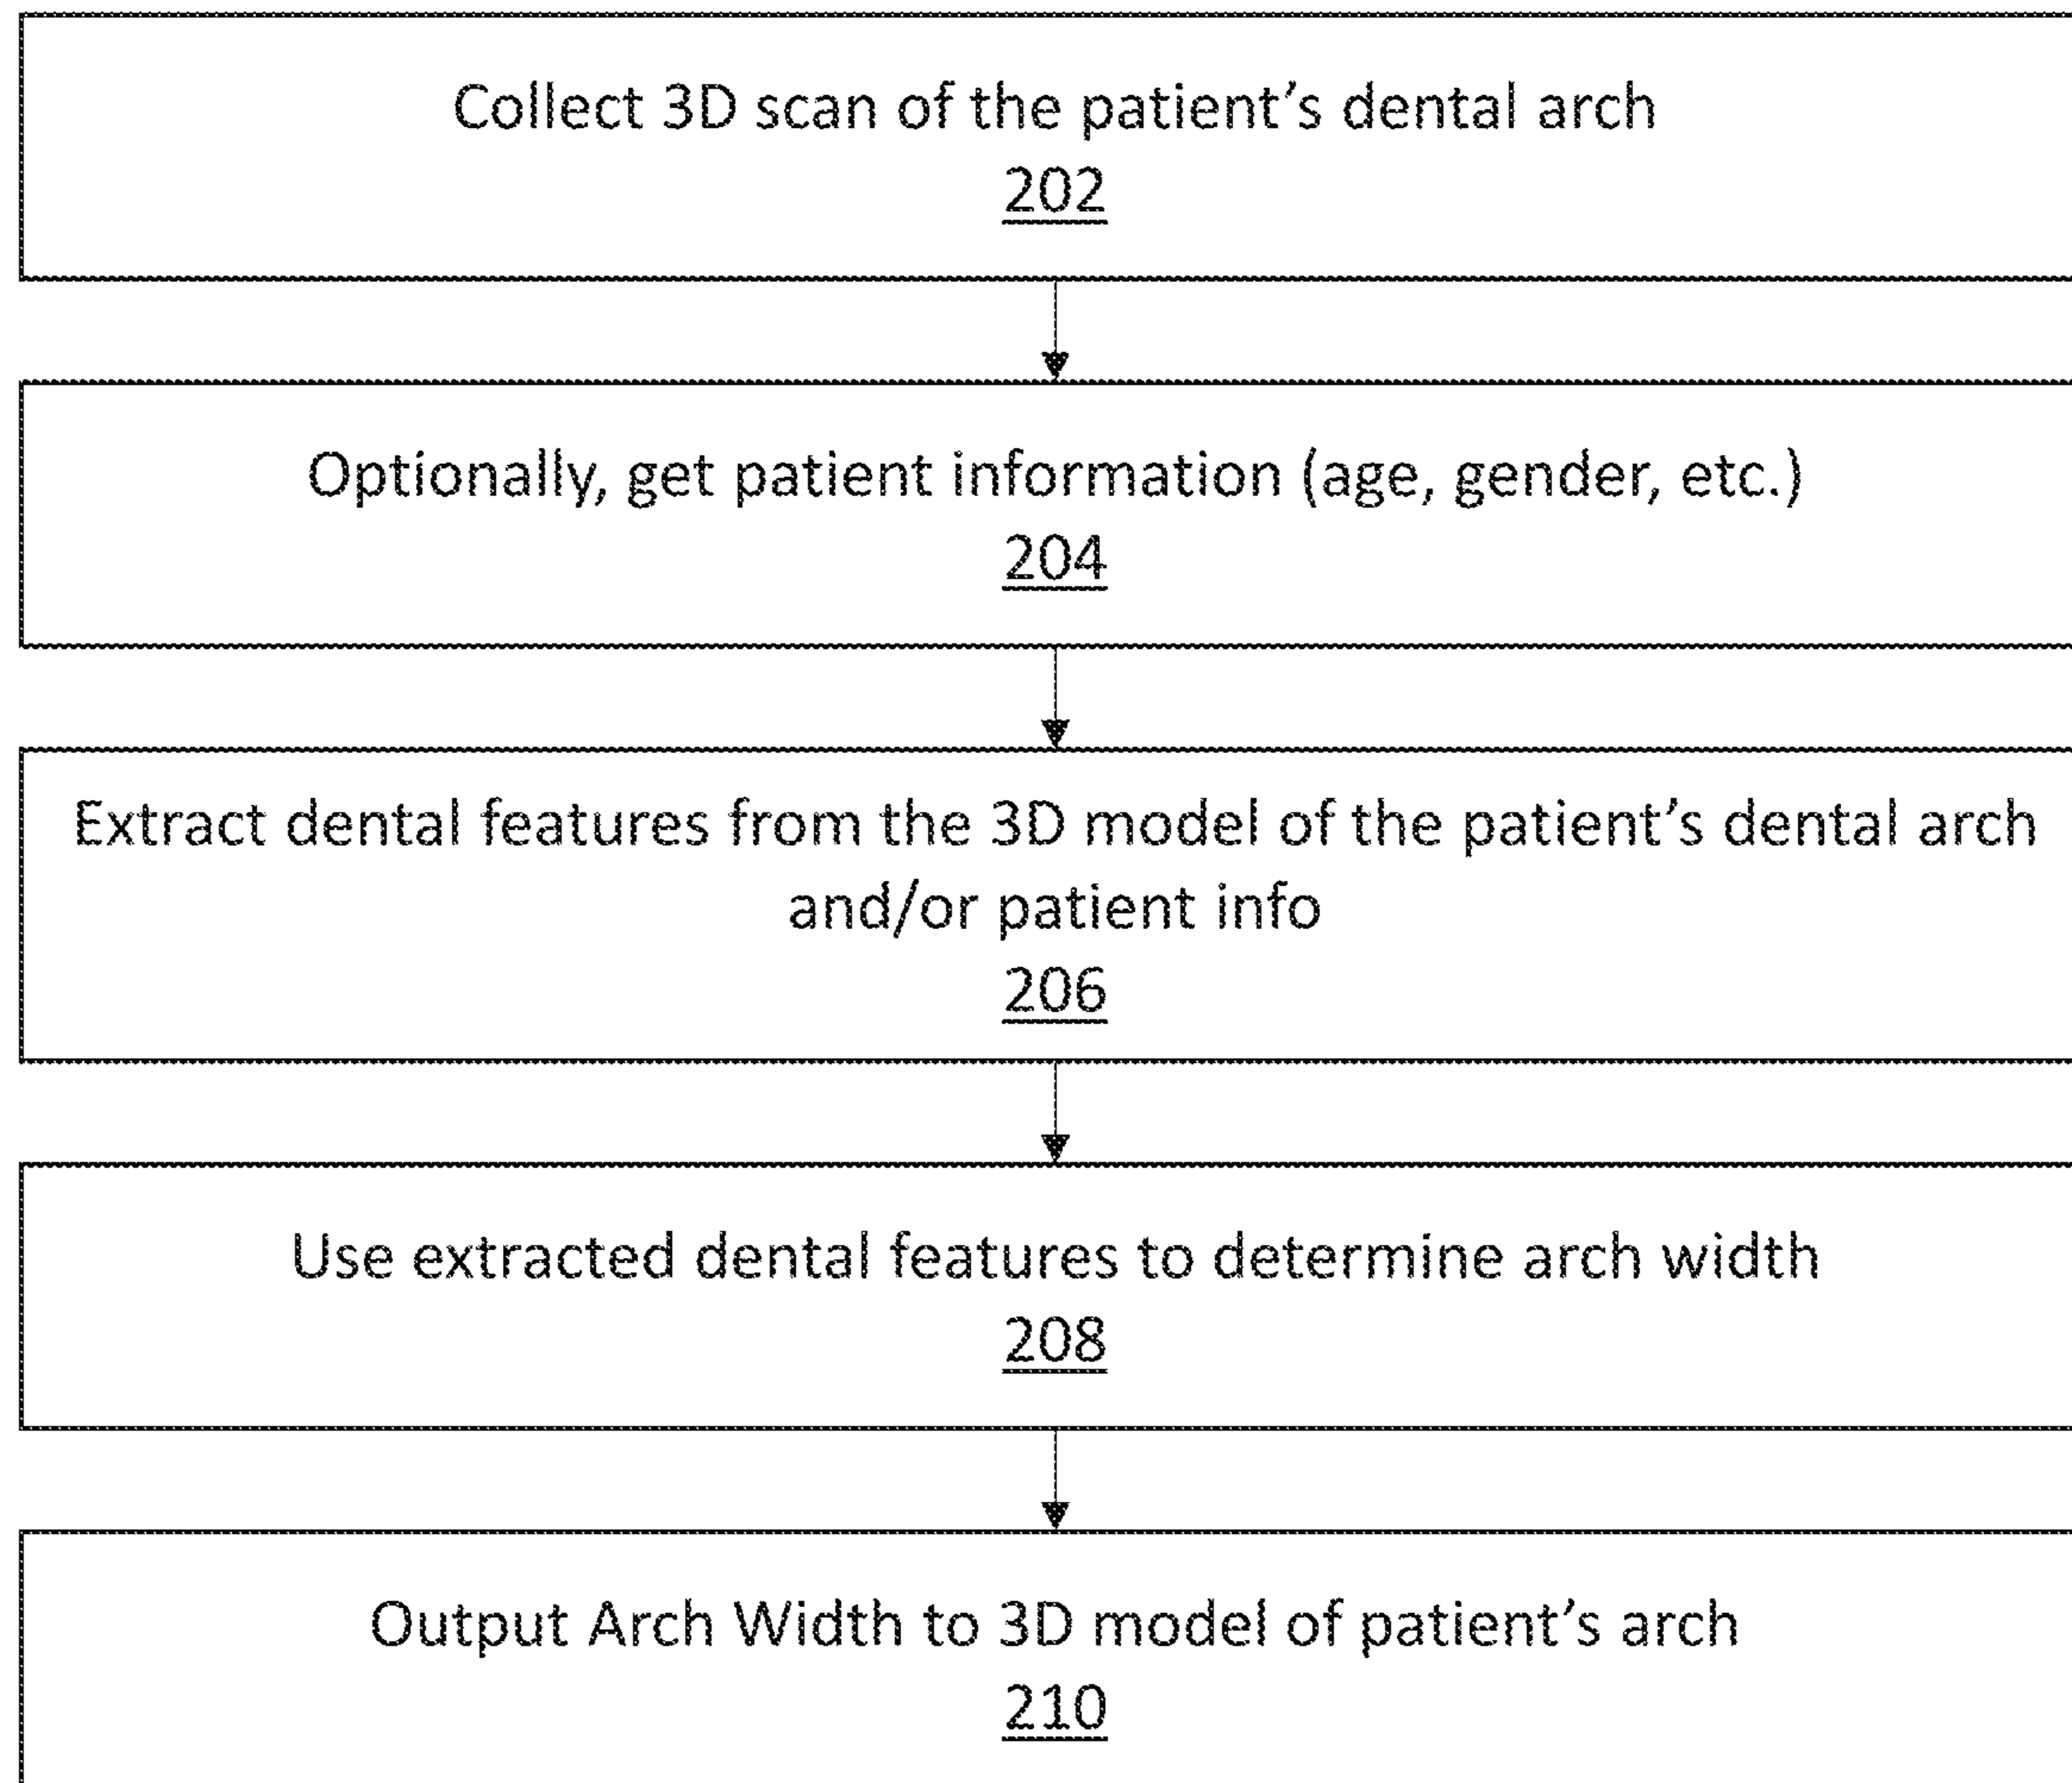 Collect 3D scan of the patient's dental arch
202
Optionally, get patient information (age, gender, etc.)
204
Extract dental features from the 3D model of the patient's dental arch
and/or patient info
206
Use extracted dental features to determine arch width
208
Output Arch Width to 3D model of patient's arch
210